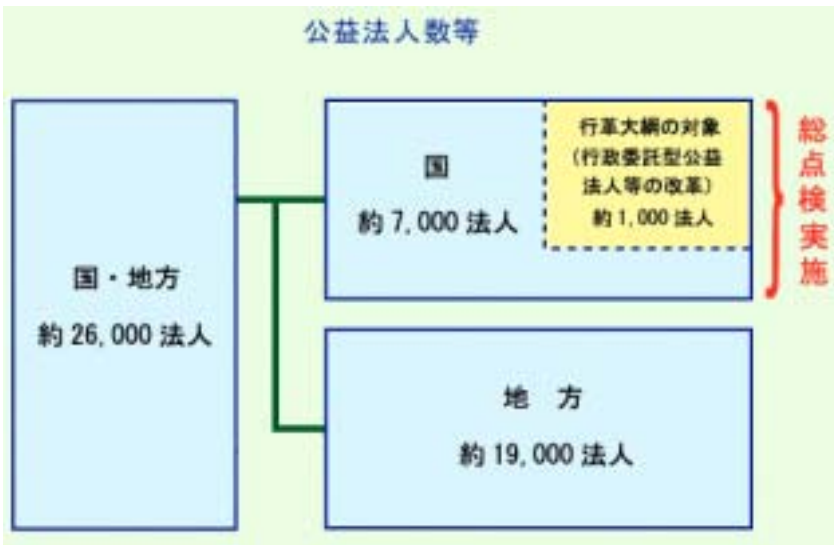 公益法人数等
国・地方
約 26,000 法人
国
約 7,000 法人
行革大綱の対象
(行政委託型公益
法人等の改革)
約 1,000 法人
総点検実施
地　方
約 19,000 法人